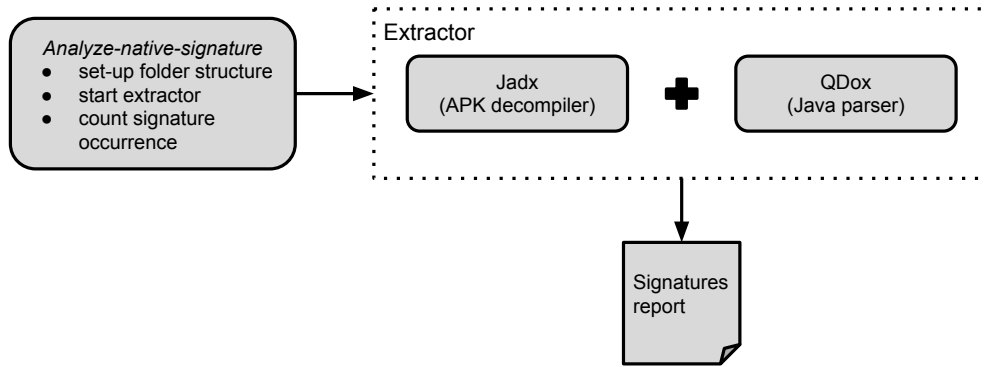 Analyze-native-signature
● set-up folder structure
● start extractor
● count signature
occurrence
Extractor
Jadx
(APK decompiler)
QDox
(Java parser)
Signatures
report